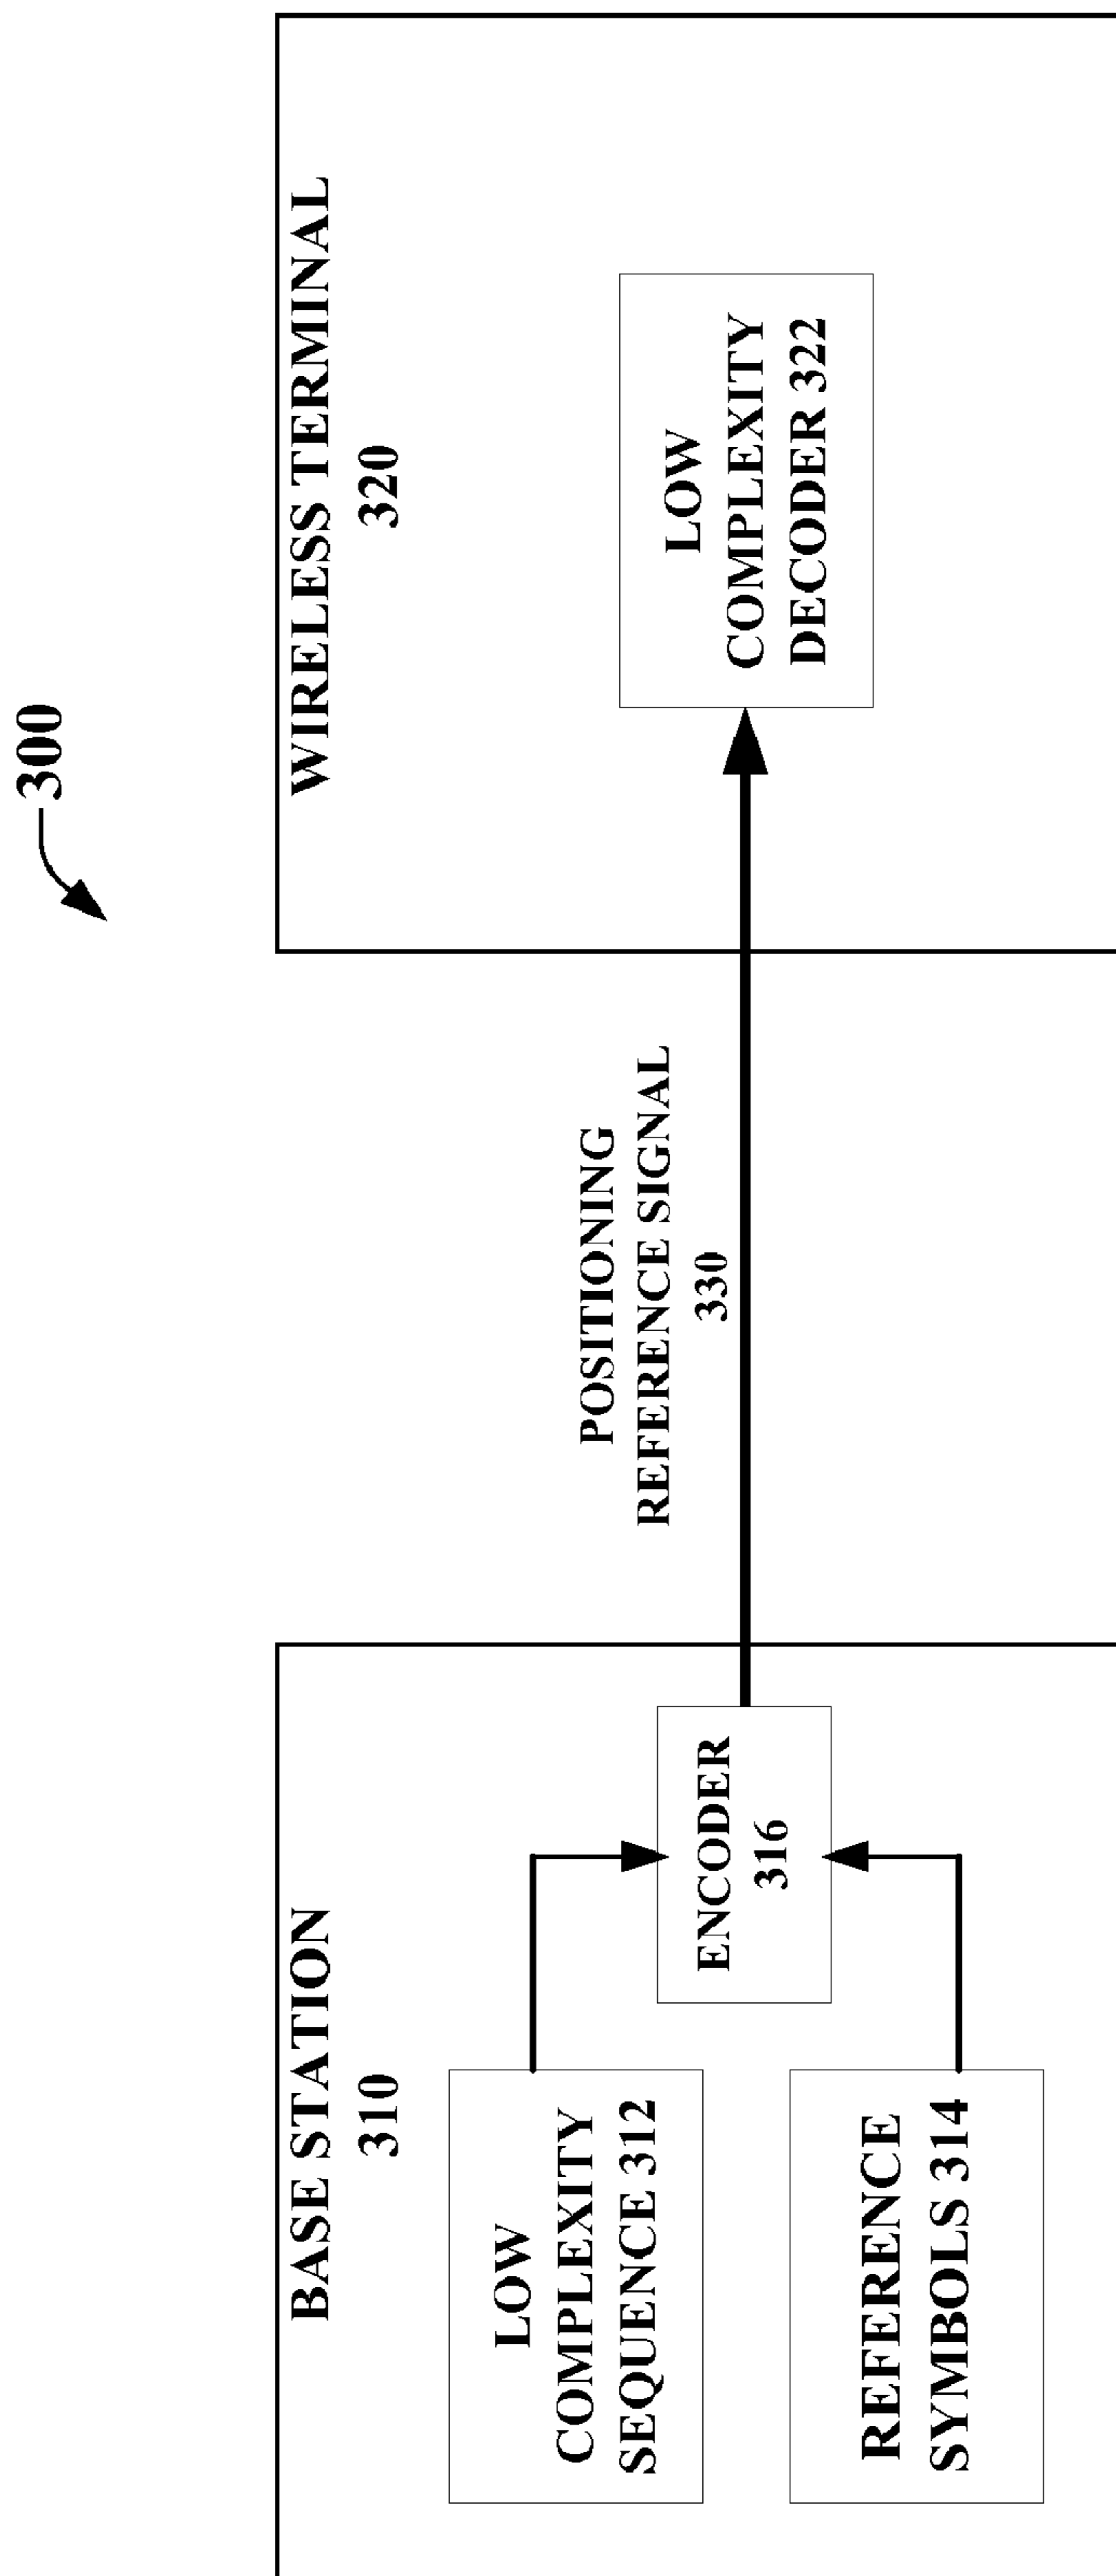 300
BASE STATION
310
LOW
COMPLEXITY
SEQUENCE 312
REFERENCE
SYMBOLS 314
ENCODER
316
POSITIONING
REFERENCE SIGNAL
330
WIRELESS TERMINAL
320
LOW
COMPLEXITY
DECODER 322